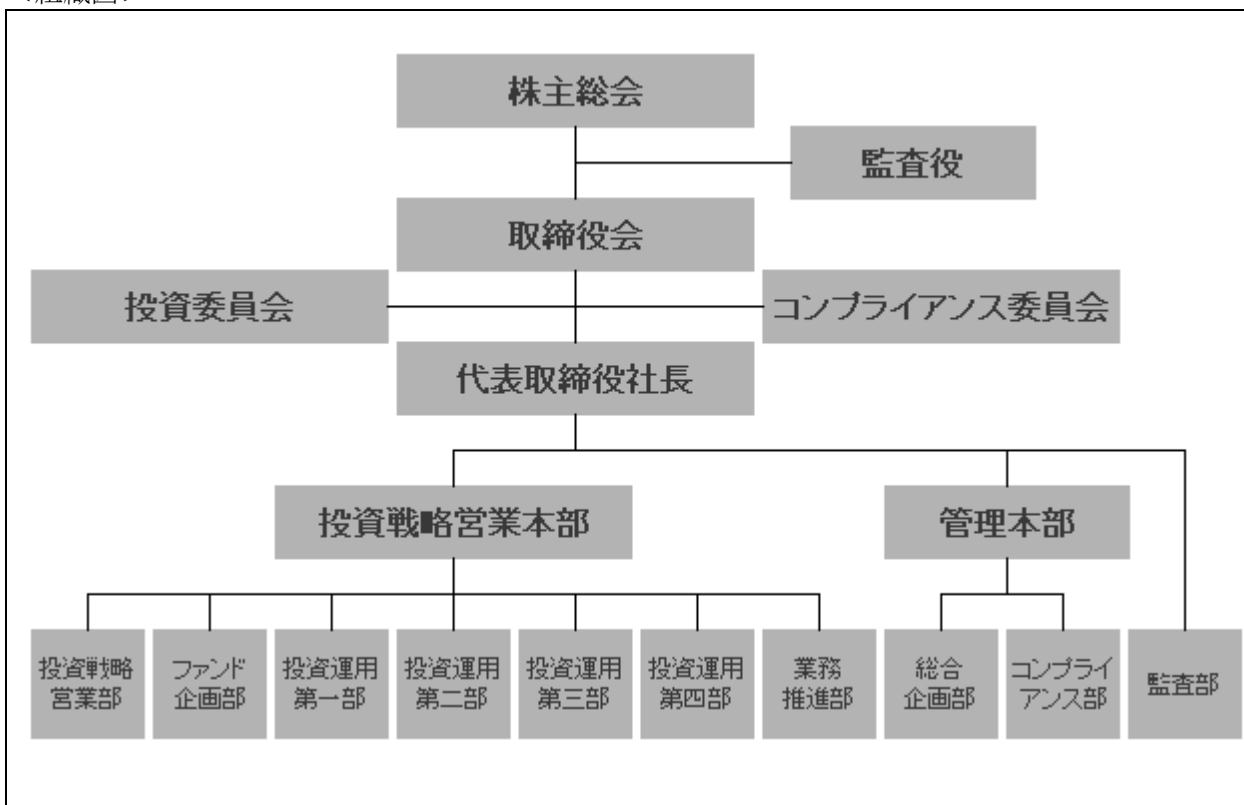 株主総会
監査役
取締役会
投資委員会
コンプライアンス委員会
代表取締役社長
投資戦略営業本部
管理本部
投資戦略
営業部
ファンド
企画部
投資運用
第一部
投資運用
第二部
投資運用
第三部
投資運用
第四部
業務
推進部
総合
企画部
コンプライ
アンス部
監査部